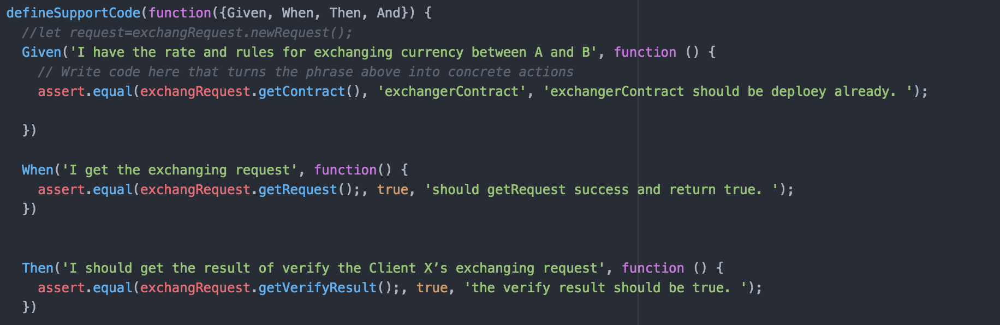 defineSupportCode(function({Given, When, Then, And}) {
//let request=exchangRequest.newRequest();
Given('I have the rate and rules for exchanging currency between A and B', function () {
// Write code here that turns the phrase above into concrete actions
assert.equal(exchangRequest.getContract(), 'exchangerContract', 'exchangerContract should be deploey already. ');
})
When('I get the exchanging request', function() {
assert.equal(exchangRequest.getRequest();, true, 'should getRequest success and return true. ');
})
Then('I should get the result of verify the Client X’s exchanging request', function () {
assert.equal(exchangRequest.getVerifyResult();, true, 'the verify result should be true. ');
})